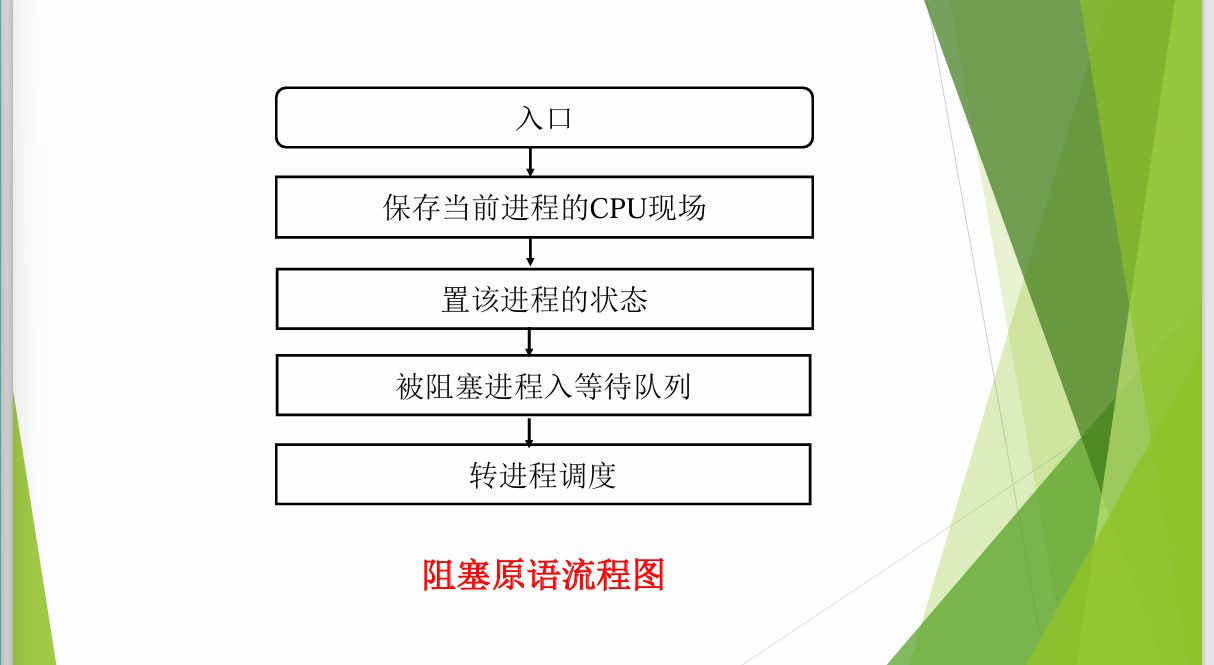 入口
保存当前进程的CPU现场
置该进程的状态
被阻塞进程入等待队列
转进程调度
阻塞原语流程图